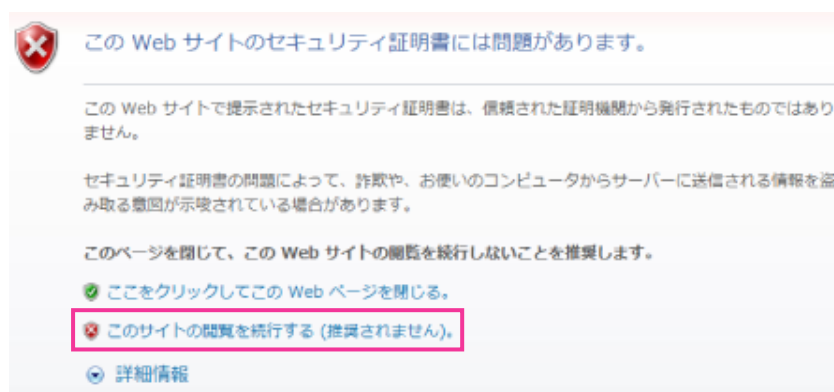 この Web サイトのセキュリティ証明書には問題があります。
この Web サイトで提示されたセキュリティ証明書は、信頼された証明機関から発行されたものではあり
ません。
セキュリティ証明書の問題によって、詐欺や、お使いのコンピュータからサーバーに送信される情報を盗
み取る意図が示唆されている場合があります。
このページを閉じて、この Web サイトの閲覧を続行しないことを推奨します。
ここをクリックしてこの Web ページを閉じる。
このサイトの閲覧を続行する (推奨されません)。
詳細情報